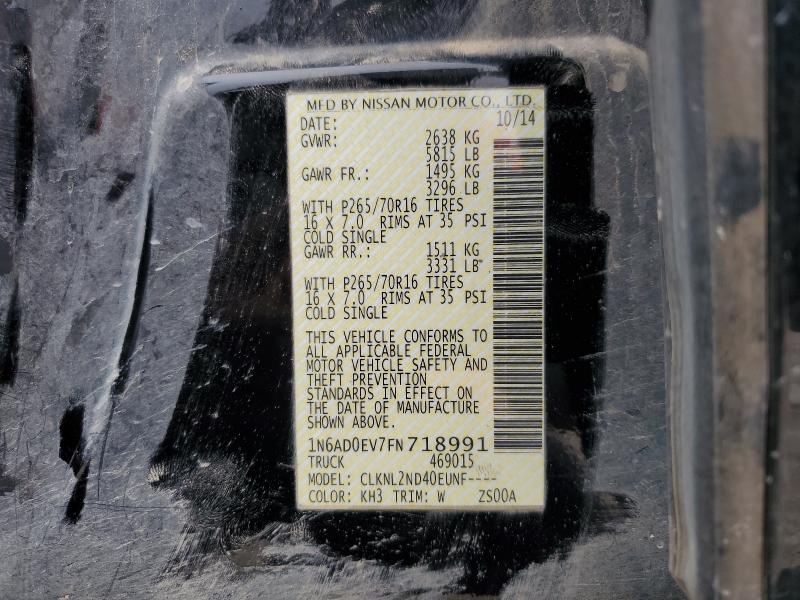 MFD BY NISSAN MOTOR CO., LTD.
DATE: 10/14
GVWR: 2638 KG
5815 LB
GAWR FR.: 1495 KG
3296 LB
WITH P265/70R16 TIRES
16 X 7.0 RIMS AT 35 PSI
COLD SINGLE
GAWR RR.: 1511 KG
3331 LB
WITH P265/70R16 TIRES
16 X 7.0 RIMS AT 35 PSI
COLD SINGLE
THIS VEHICLE CONFORMS TO
ALL APPLICABLE FEDERAL
MOTOR VEHICLE SAFETY AND
THEFT PREVENTION
STANDARDS IN EFFECT ON
THE DATE OF MANUFACTURE
SHOWN ABOVE.
1N6AD0EV7FN718991
TRUCK 469015
MODEL: CLKNL2ND40EUNF----
COLOR: KH3 TRIM: W ZS00A